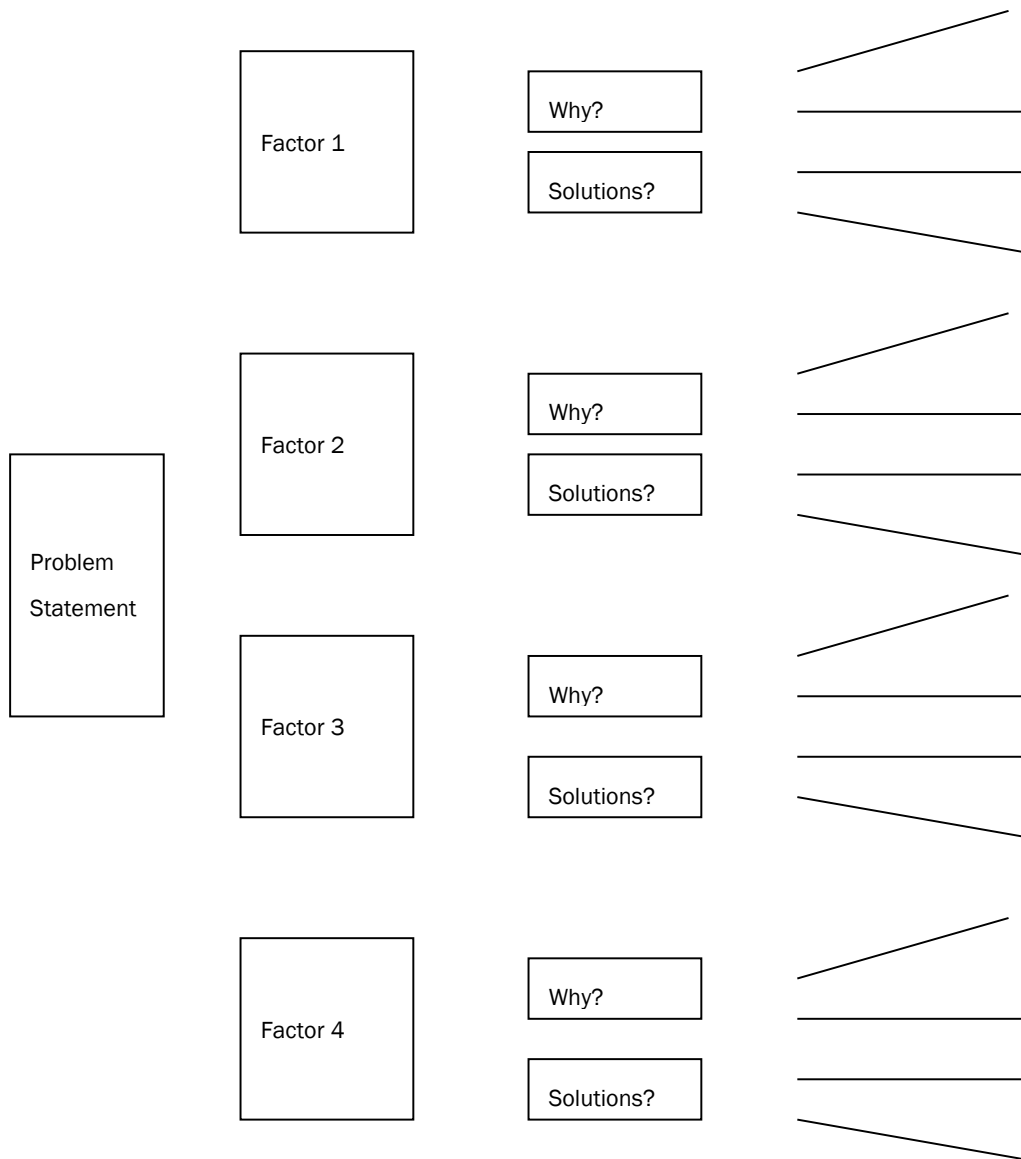 Problem
Statement
Factor 1
Why?
Solutions?
Factor 2
Why?
Solutions?
Factor 3
Why?
Solutions?
Factor 4
Why?
Solutions?